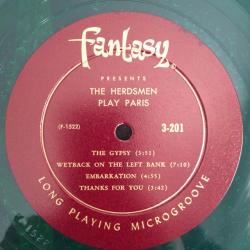 Fantasy
PRESENTS
THE HERDSMEN
PLAY PARIS
(F-1522) 3-201
THE GYPSY (5:51)
WETBACK ON THE LEFT BANK (7:10)
EMBARKATION (4:55)
THANKS FOR YOU (3:42)
LONG PLAYING MICROGROOVE